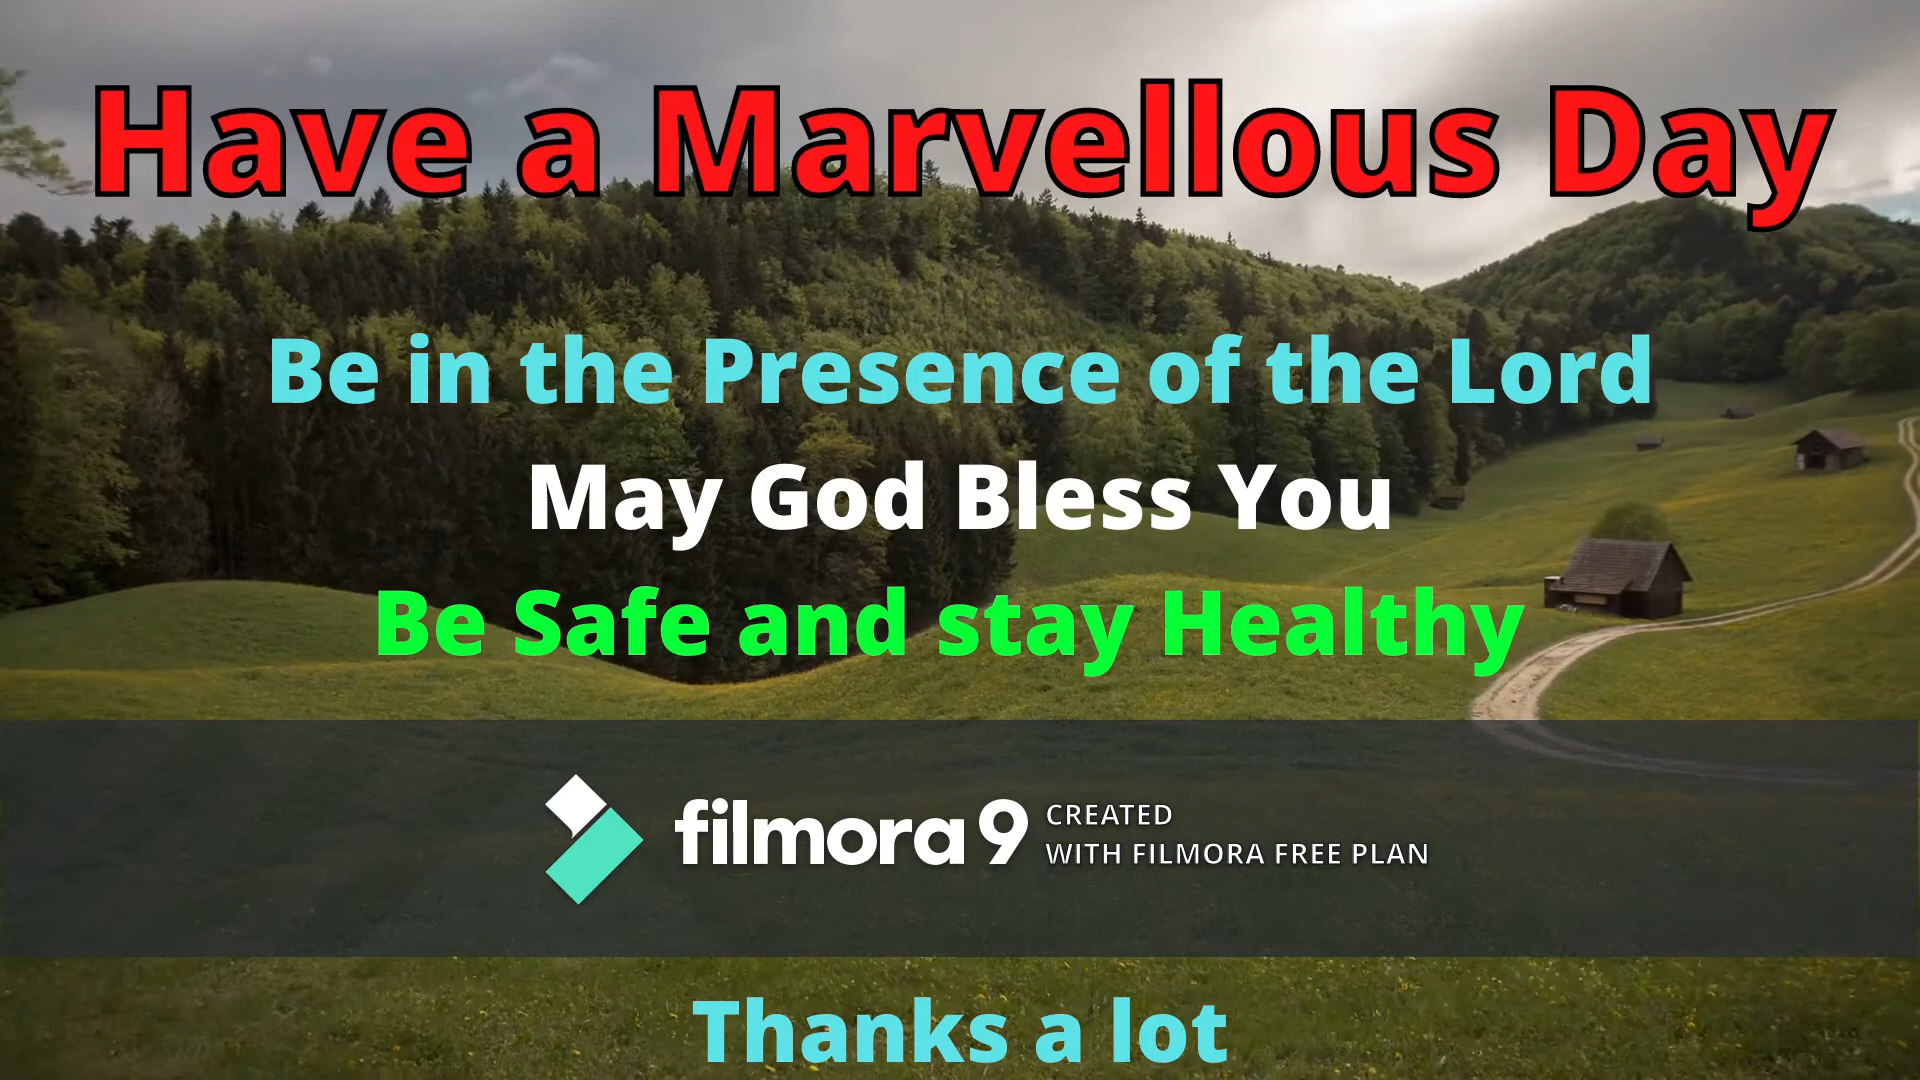 Have a Marvellous Day
Be in the Presence of the Lord
May God Bless You
Be Safe and stay Healthy
filmora 9 CREATED
WITH FILMORA FREE PLAN
Thanks a lot